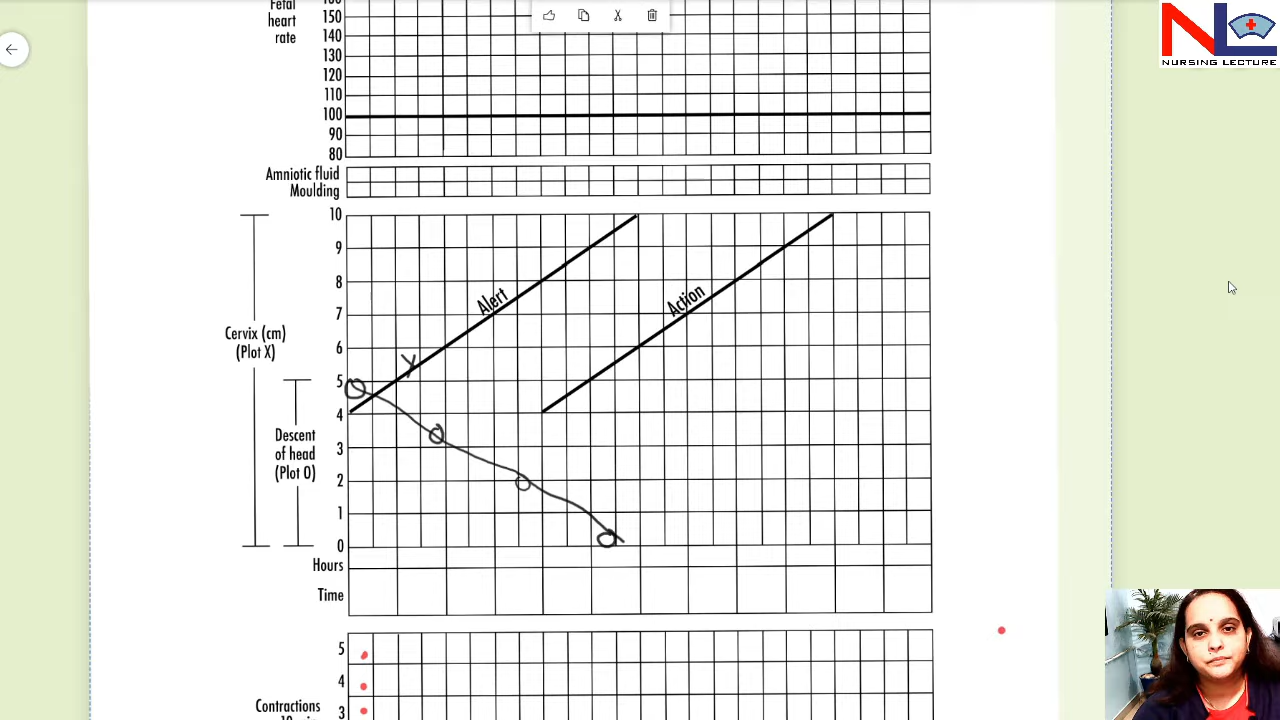 Fetal
heart
rate
150
140
130
120
110
100
90
80
NURSING LECTURE
Amniotic fluid
Moulding
10
9
8
7
6
5
4
3
2
1
0
Alert
Action
Cervix (cm)
(Plot X)
Descent
of head
(Plot O)
Hours
Time
5
4
3
Contractions